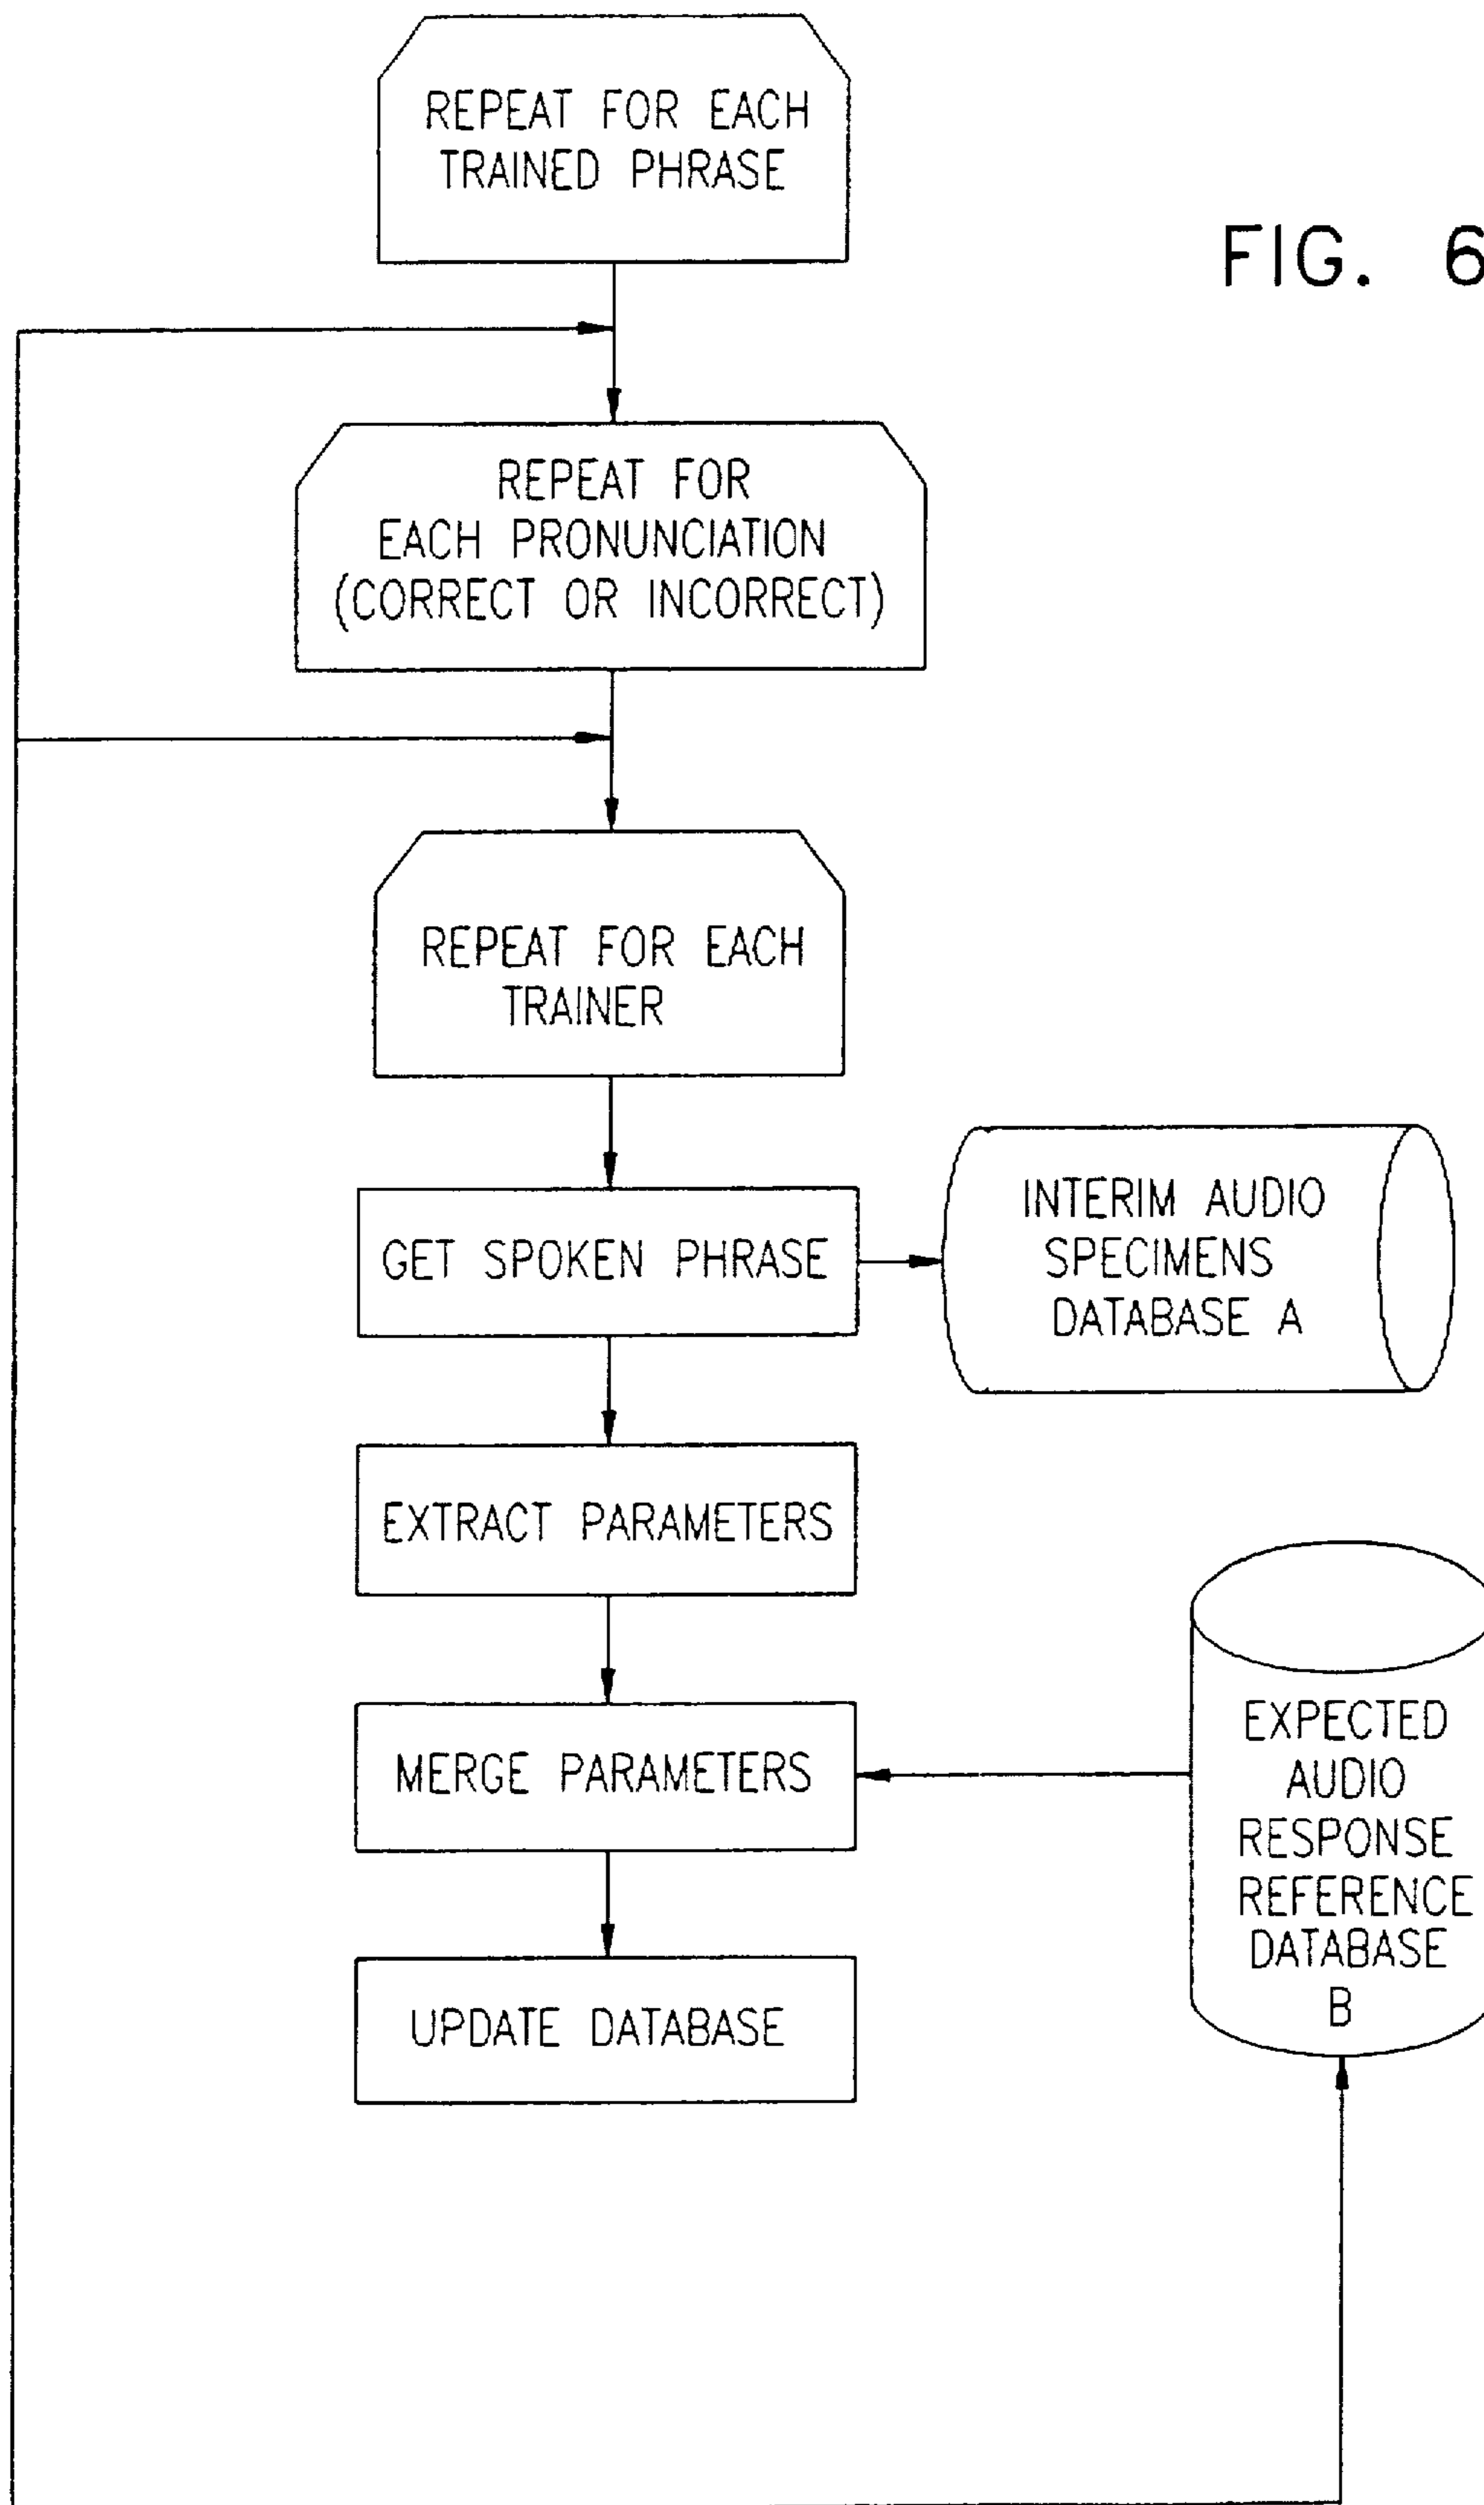 REPEAT FOR EACH
TRAINED PHRASE
FIG. 6
REPEAT FOR
EACH PRONUNCIATION
(CORRECT OR INCORRECT)
REPEAT FOR EACH
TRAINER
GET SPOKEN PHRASE
INTERIM AUDIO
SPECIMENS
DATABASE A
EXTRACT PARAMETERS
MERGE PARAMETERS
EXPECTED
AUDIO
RESPONSE
REFERENCE
DATABASE
B
UPDATE DATABASE